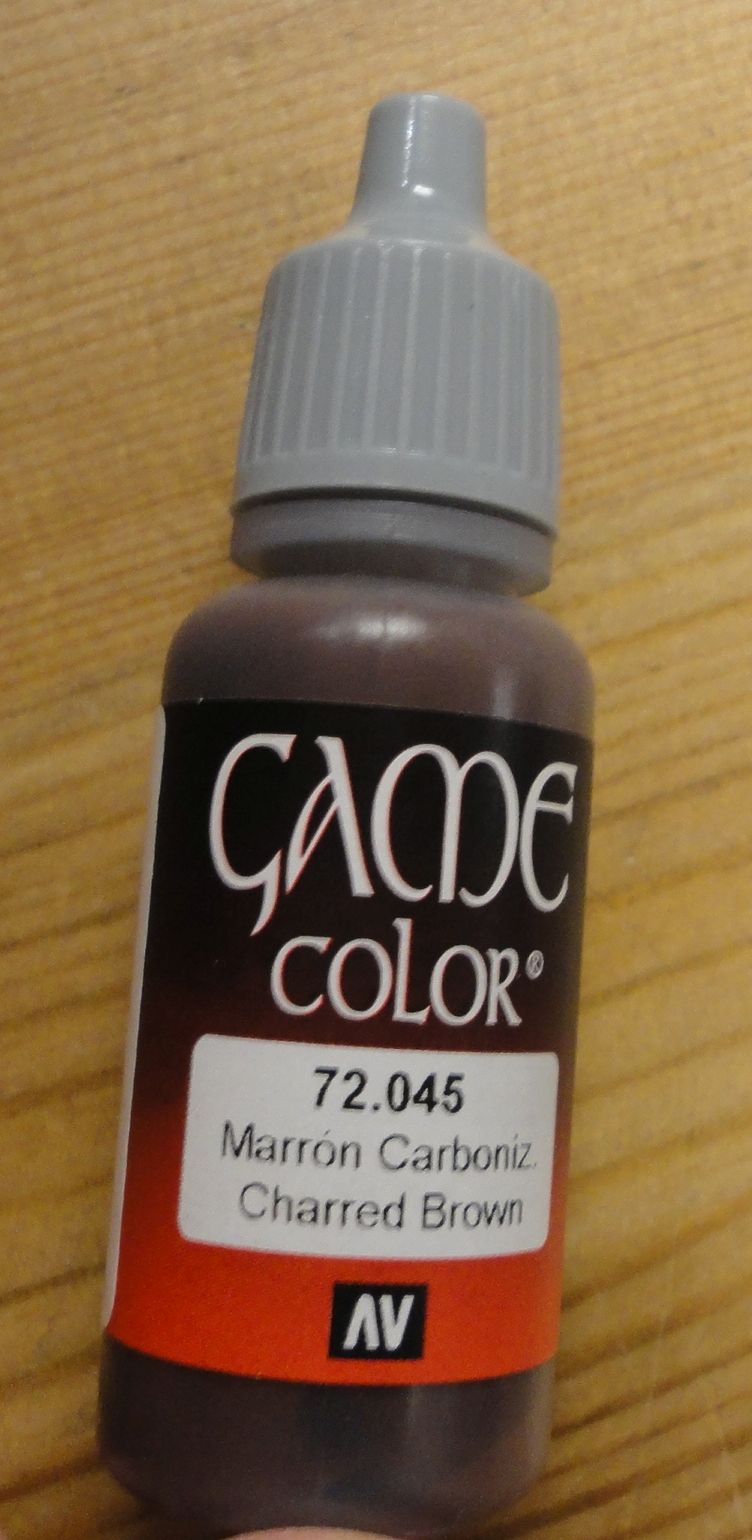 GAME
COLOR®
72.045
Marrón Carboniz.
Charred Brown
AV